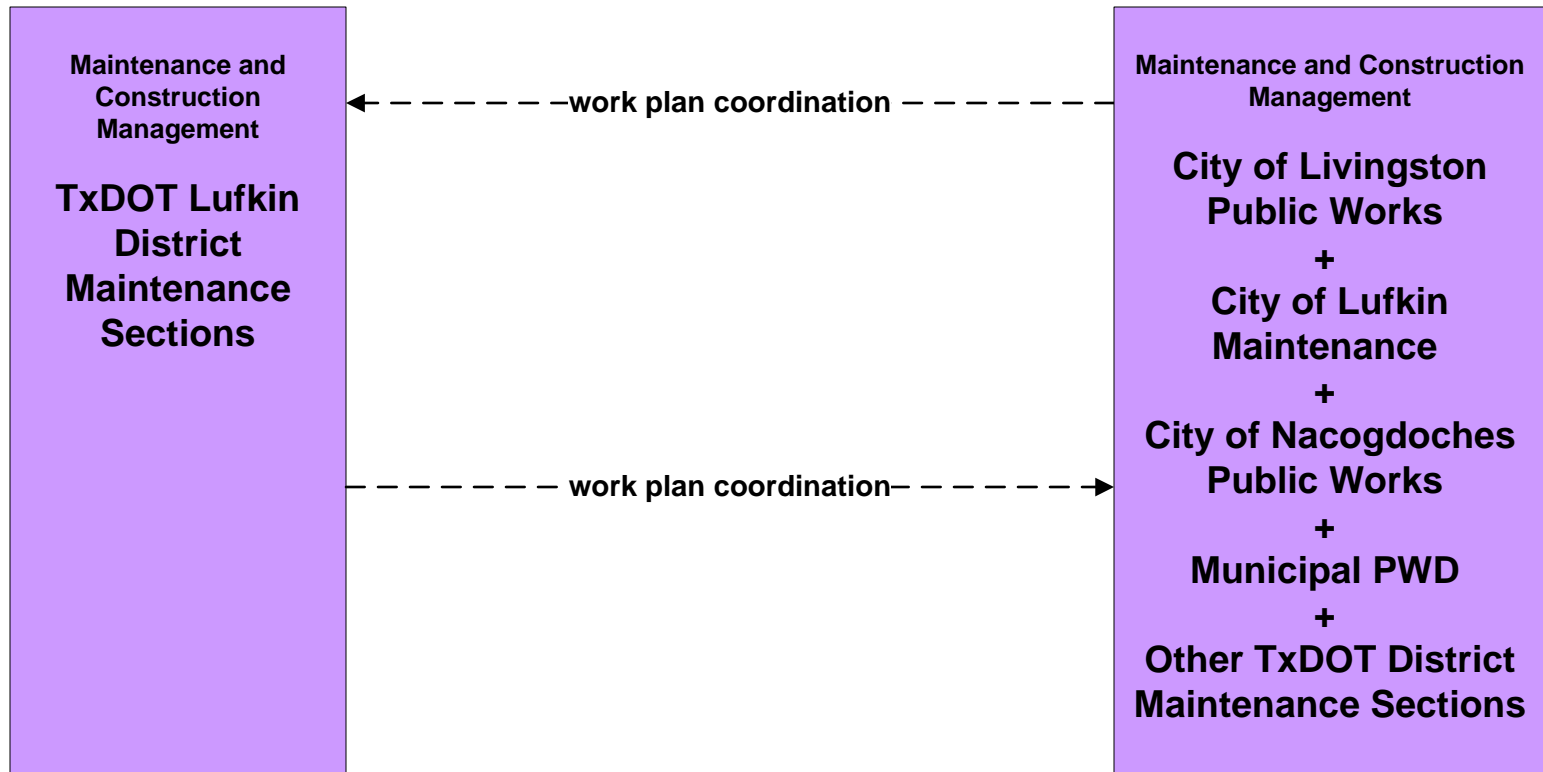 Maintenance and
Construction
Management
TxDOT Lufkin
District
Maintenance
Sections
work plan coordination
work plan coordination
Maintenance and Construction
Management
City of Livingston
Public Works
+
City of Lufkin
Maintenance
+
City of Nacogdoches
Public Works
+
Municipal PWD
+
Other TxDOT District
Maintenance Sections